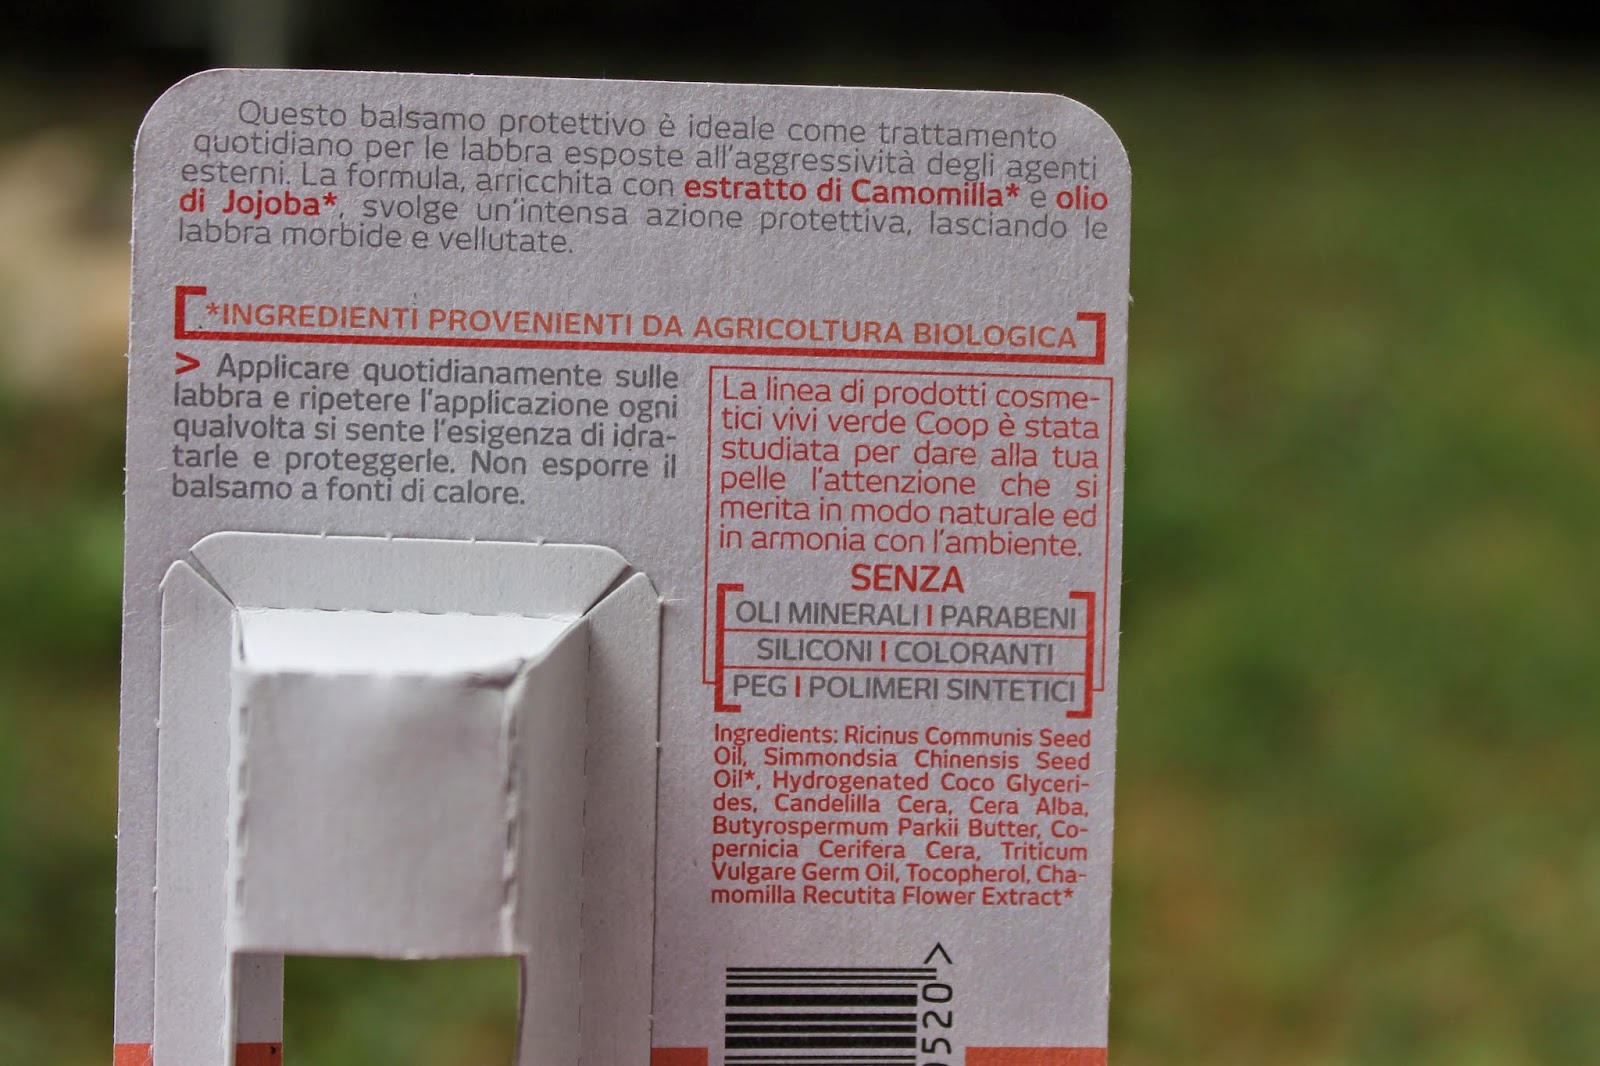 Questo balsamo protettivo è ideale come trattamento
quotidiano per le labbra esposte all'aggressività degli agenti
esterni. La formula, arricchita con estratto di Camomilla* e olio
di Jojoba*, svolge un'intensa azione protettiva, lasciando le
labbra morbide e vellutate.
*INGREDIENTI PROVENIENTI DA AGRICOLTURA BIOLOGICA
> Applicare quotidianamente sulle
labbra e ripetere l'applicazione ogni
qualvolta si sente l'esigenza di idra-
tarle e proteggerle. Non esporre il
balsamo a fonti di calore.
La linea di prodotti cosme-
tici vivi verde Coop è stata
studiata per dare alla tua
pelle l'attenzione che si
merita in modo naturale ed
in armonia con l'ambiente.
SENZA
OLI MINERALI | PARABENI
SILICONI | COLORANTI
PEG | POLIMERI SINTETICI
Ingredients: Ricinus Communis Seed
Oil, Simmondsia Chinensis Seed
Oil*, Hydrogenated Coco Glyceri-
des, Candelilla Cera, Cera Alba,
Butyrospermum Parkii Butter, Co-
pernicia Cerifera Cera, Triticum
Vulgare Germ Oil, Tocopherol, Cha-
momilla Recutita Flower Extract*
520>